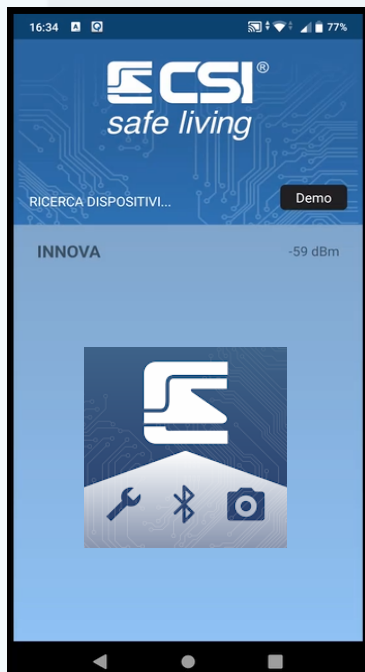 16:34 77%
CSI®
safe living
RICERCA DISPOSITIVI...
Demo
INNOVA -59 dBm